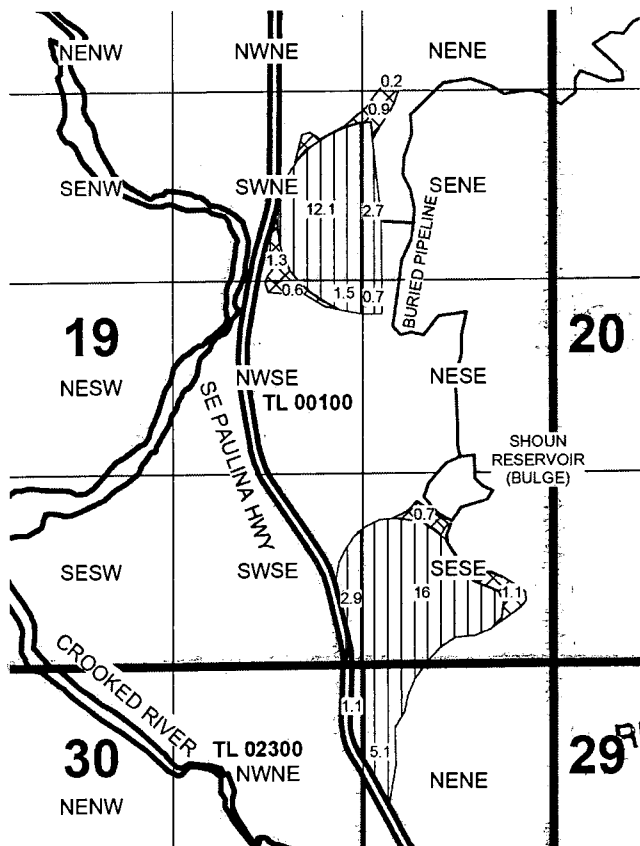 NENW
NWNE
NENE
0.2
0.9
SENW
SWNE
SENE
12.1
2.7
1.3
0.6
1.5
0.7
BURIED PIPELINE
19
20
NESW
NWSE
NESE
TL 00100
SE PAULINA HWY
SHOUN
RESERVOIR
(BULGE)
0.7
SESW
SWSE
SESE
2.9
16
1.1
CROOKED RIVER
1.1
30
TL 02300
NWNE
5.1
NENE
29
NENW